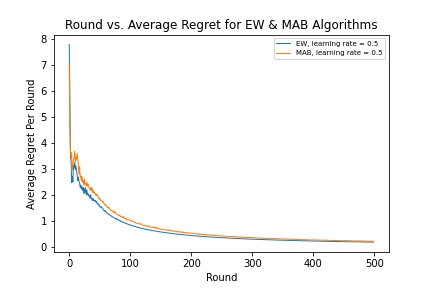 Round vs. Average Regret for EW & MAB Algorithms
EW, learning rate = 0.5
MAB, learning rate = 0.5
Average Regret Per Round
8
7
6
5
4
3
2
1
0
0 100 200 300 400 500
Round